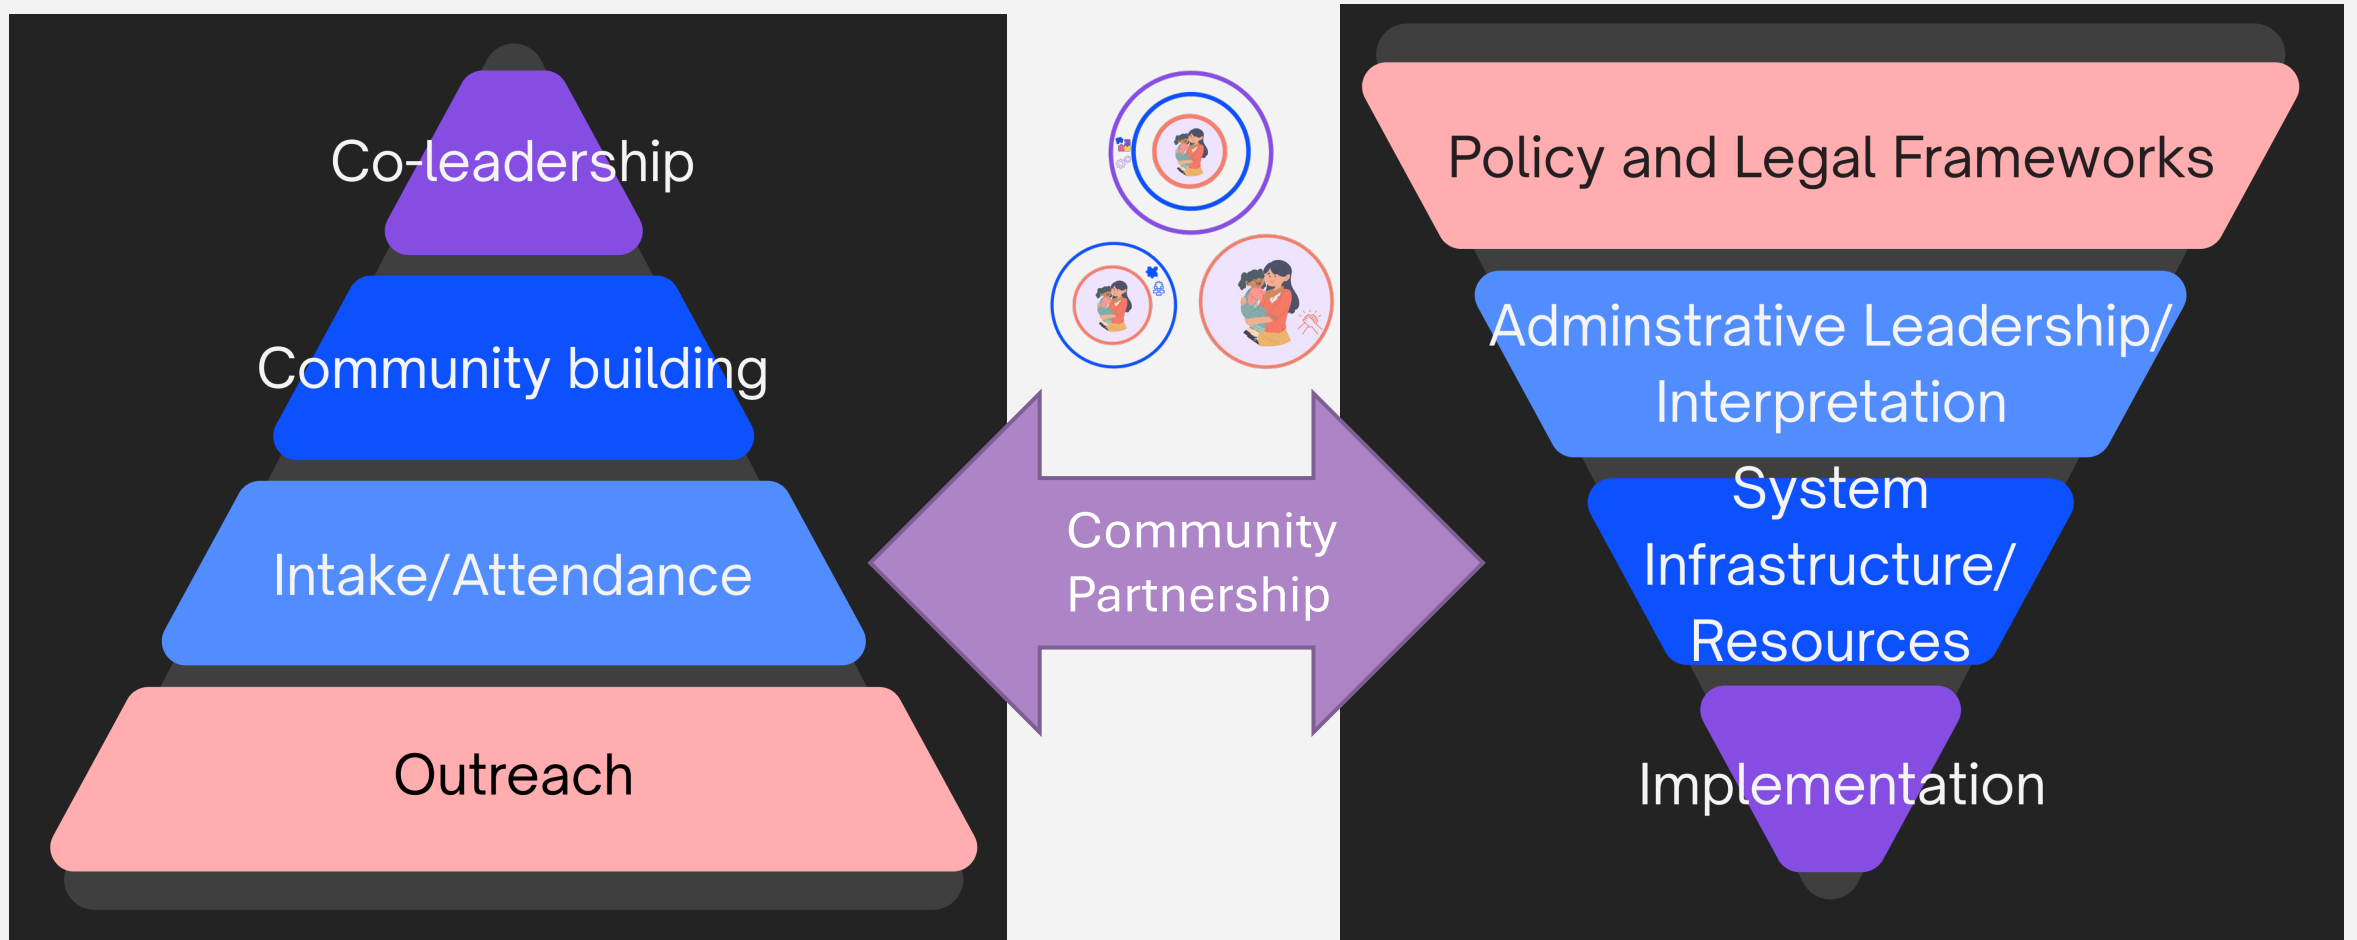 Co-leadership
Community building
Intake/Attendance
Outreach
Community
Partnership
Policy and Legal Frameworks
Adminstrative Leadership/
Interpretation
System
Infrastructure/
Resources
Implementation